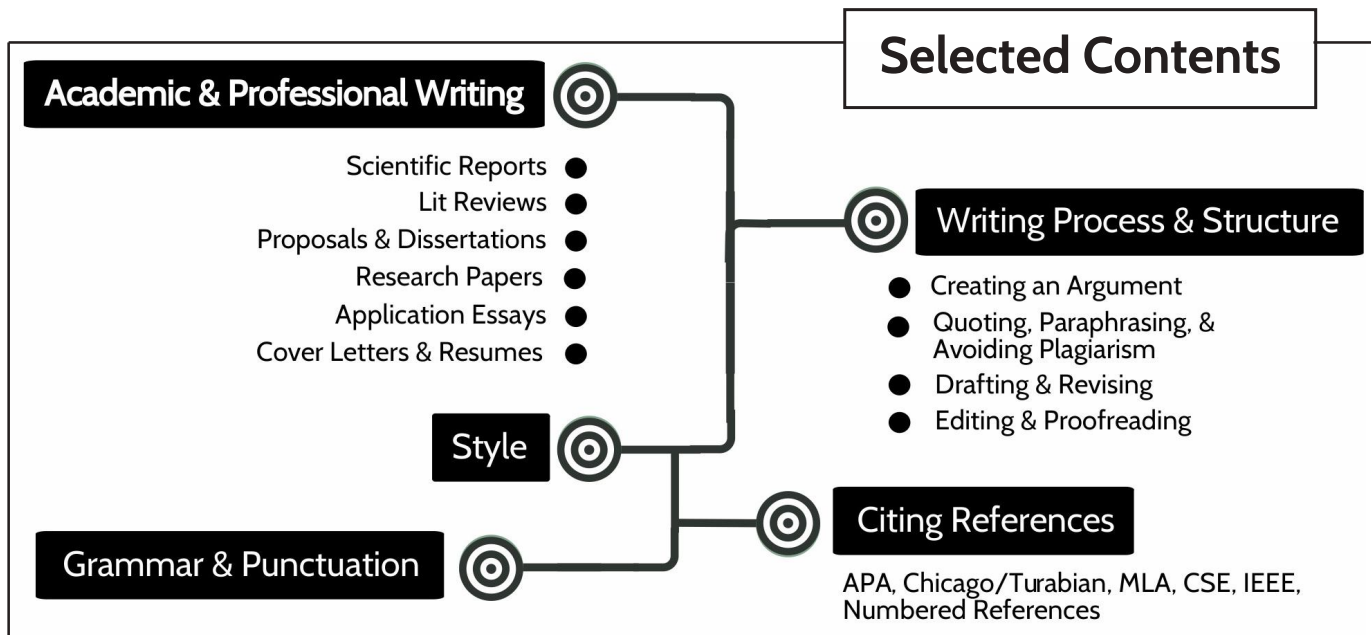 Selected Contents
Academic & Professional Writing
Scientific Reports
Lit Reviews
Proposals & Dissertations
Research Papers
Application Essays
Cover Letters & Resumes
Writing Process & Structure
Creating an Argument
Quoting, Paraphrasing, &
Avoiding Plagiarism
Drafting & Revising
Editing & Proofreading
Style
Citing References
APA, Chicago/Turabian, MLA, CSE, IEEE,
Numbered References
Grammar & Punctuation